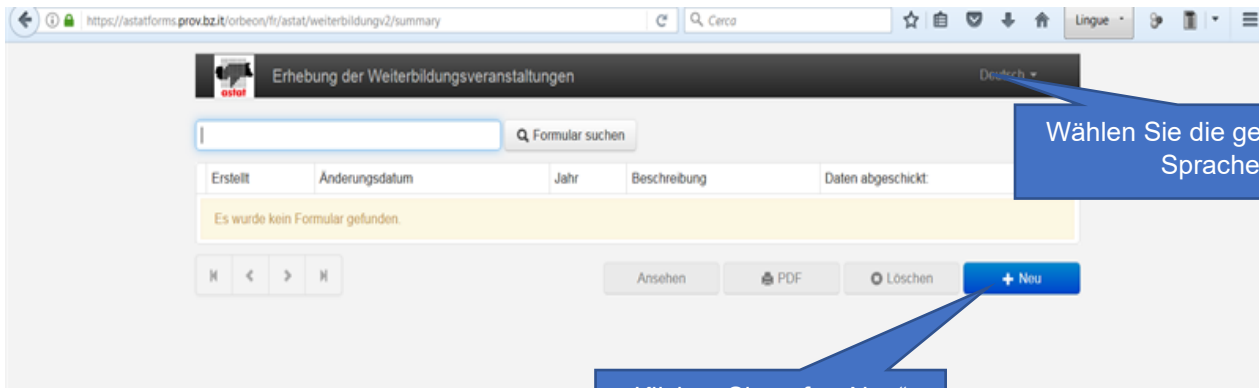 https://astatforms.prov.bz.it/orbeon/fr/astat/weiterbildungv2/summary
Cerca
Lingue
astat
Erhebung der Weiterbildungsveranstaltungen
Deutsch
Formular suchen
Wählen Sie die
Sprache
Erstellt Änderungsdatum Jahr Beschreibung Daten abgeschickt:
Es wurde kein Formular gefunden.
Ansehen PDF Löschen + Neu